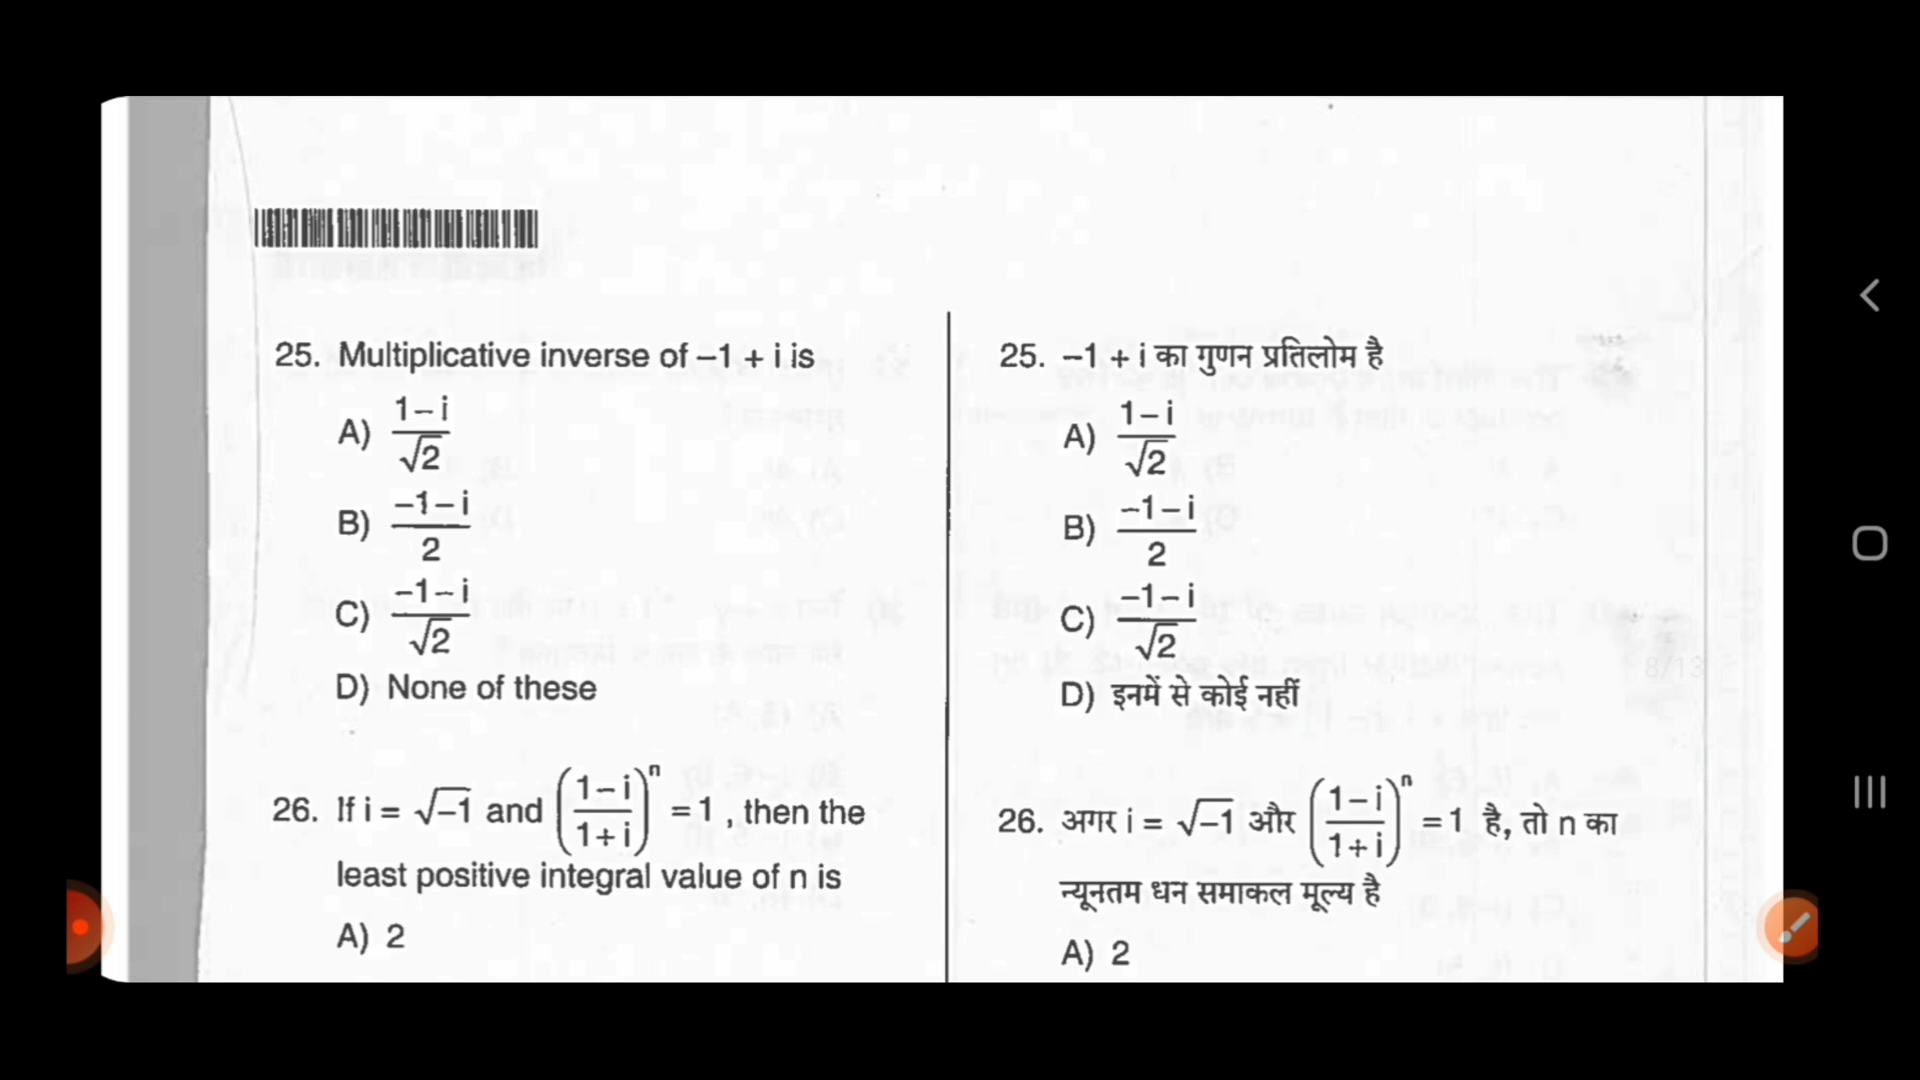 25. Multiplicative inverse of –1 + i is
A) (1 – i)/√2
B) (–1 – i)/2
C) (–1 – i)/√2
D) None of these
26. If i = √–1 and ((1 – i)/(1 + i))ⁿ = 1 , then the
least positive integral value of n is
A) 2
25. –1 + i का गुणन प्रतिलोम है
A) (1 – i)/√2
B) (–1 – i)/2
C) (–1 – i)/√2
D) इनमें से कोई नहीं
26. अगर i = √–1 और ((1 – i)/(1 + i))ⁿ = 1 है, तो n का
न्यूनतम धन समाकल मूल्य है
A) 2
8/13